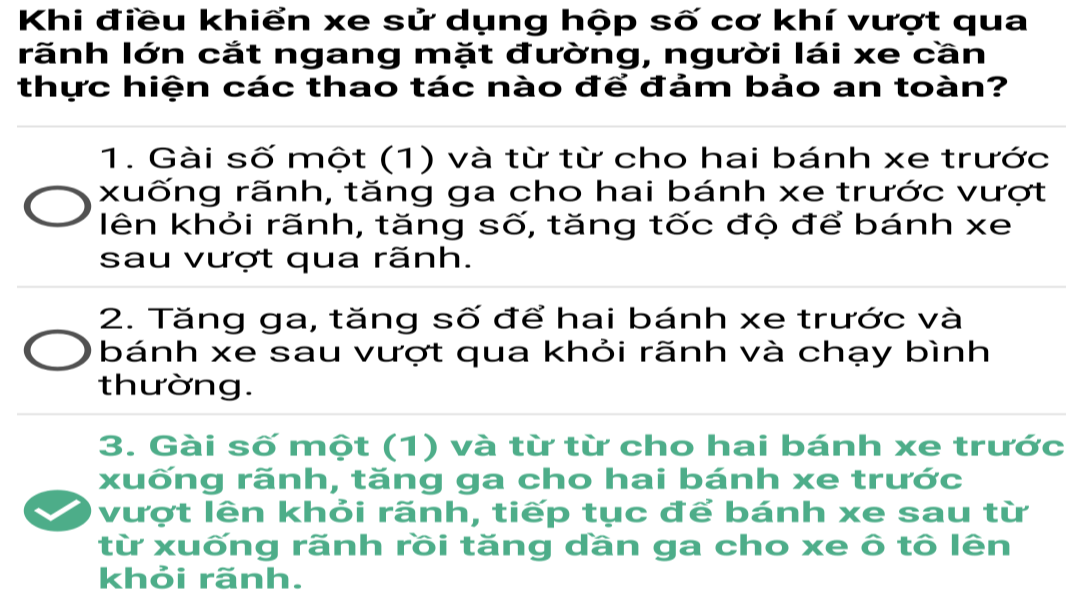 Khi điều khiển xe sử dụng hộp số cơ khí vượt qua
rãnh lớn cắt ngang mặt đường, người lái xe cần
thực hiện các thao tác nào để đảm bảo an toàn?
1. Gài số một (1) và từ từ cho hai bánh xe trước
xuống rãnh, tăng ga cho hai bánh xe trước vượt
lên khỏi rãnh, tăng số, tăng tốc độ để bánh xe
sau vượt qua rãnh.
2. Tăng ga, tăng số để hai bánh xe trước và
bánh xe sau vượt qua khỏi rãnh và chạy bình
thường.
3. Gài số một (1) và từ từ cho hai bánh xe trước
xuống rãnh, tăng ga cho hai bánh xe trước
vượt lên khỏi rãnh, tiếp tục để bánh xe sau từ
từ xuống rãnh rồi tăng dần ga cho xe ô tô lên
khỏi rãnh.